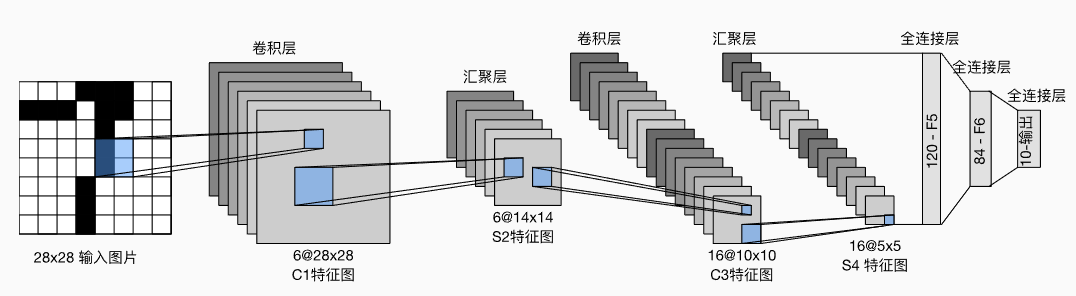 卷积层
汇聚层
卷积层
汇聚层
全连接层
全连接层
全连接层
120 - F5
84 - F6
10-输出
28x28 输入图片
6@28x28
C1特征图
6@14x14
S2特征图
16@10x10
C3特征图
16@5x5
S4 特征图